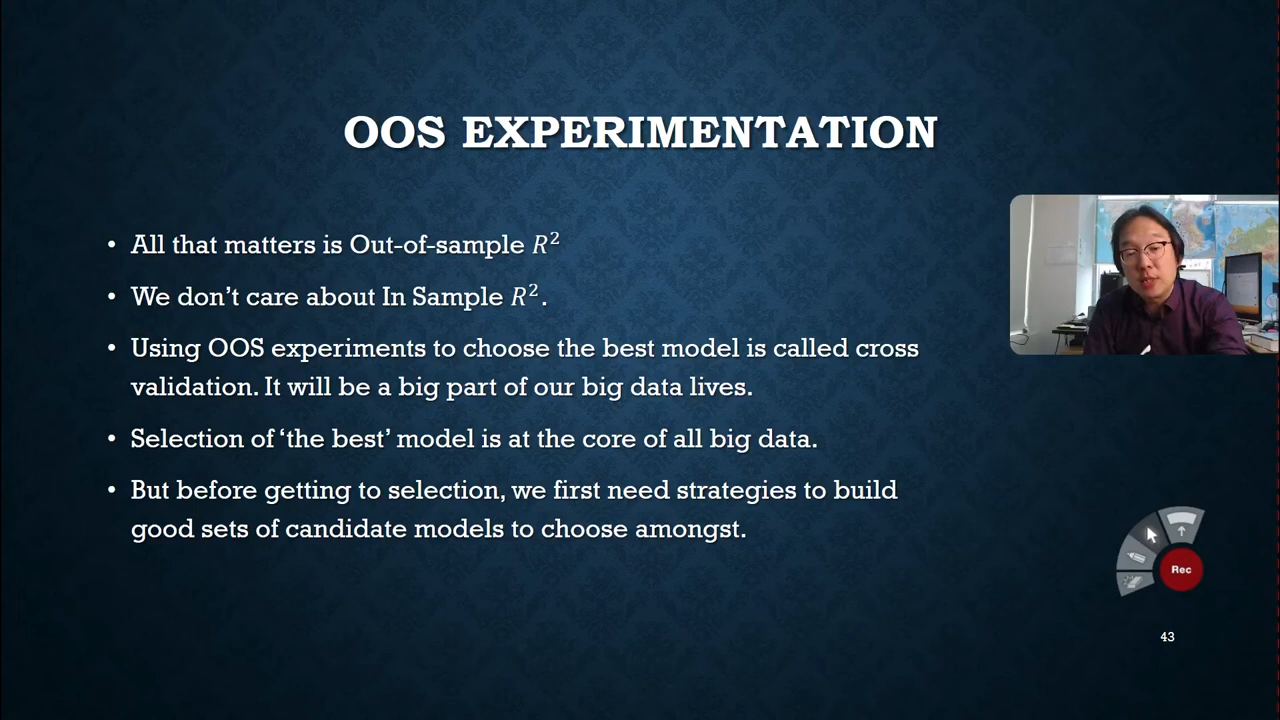 OOS EXPERIMENTATION
• All that matters is Out-of-sample R²
• We don't care about In Sample R².
• Using OOS experiments to choose the best model is called cross
validation. It will be a big part of our big data lives.
• Selection of 'the best' model is at the core of all big data.
• But before getting to selection, we first need strategies to build
good sets of candidate models to choose amongst.
Rec
43